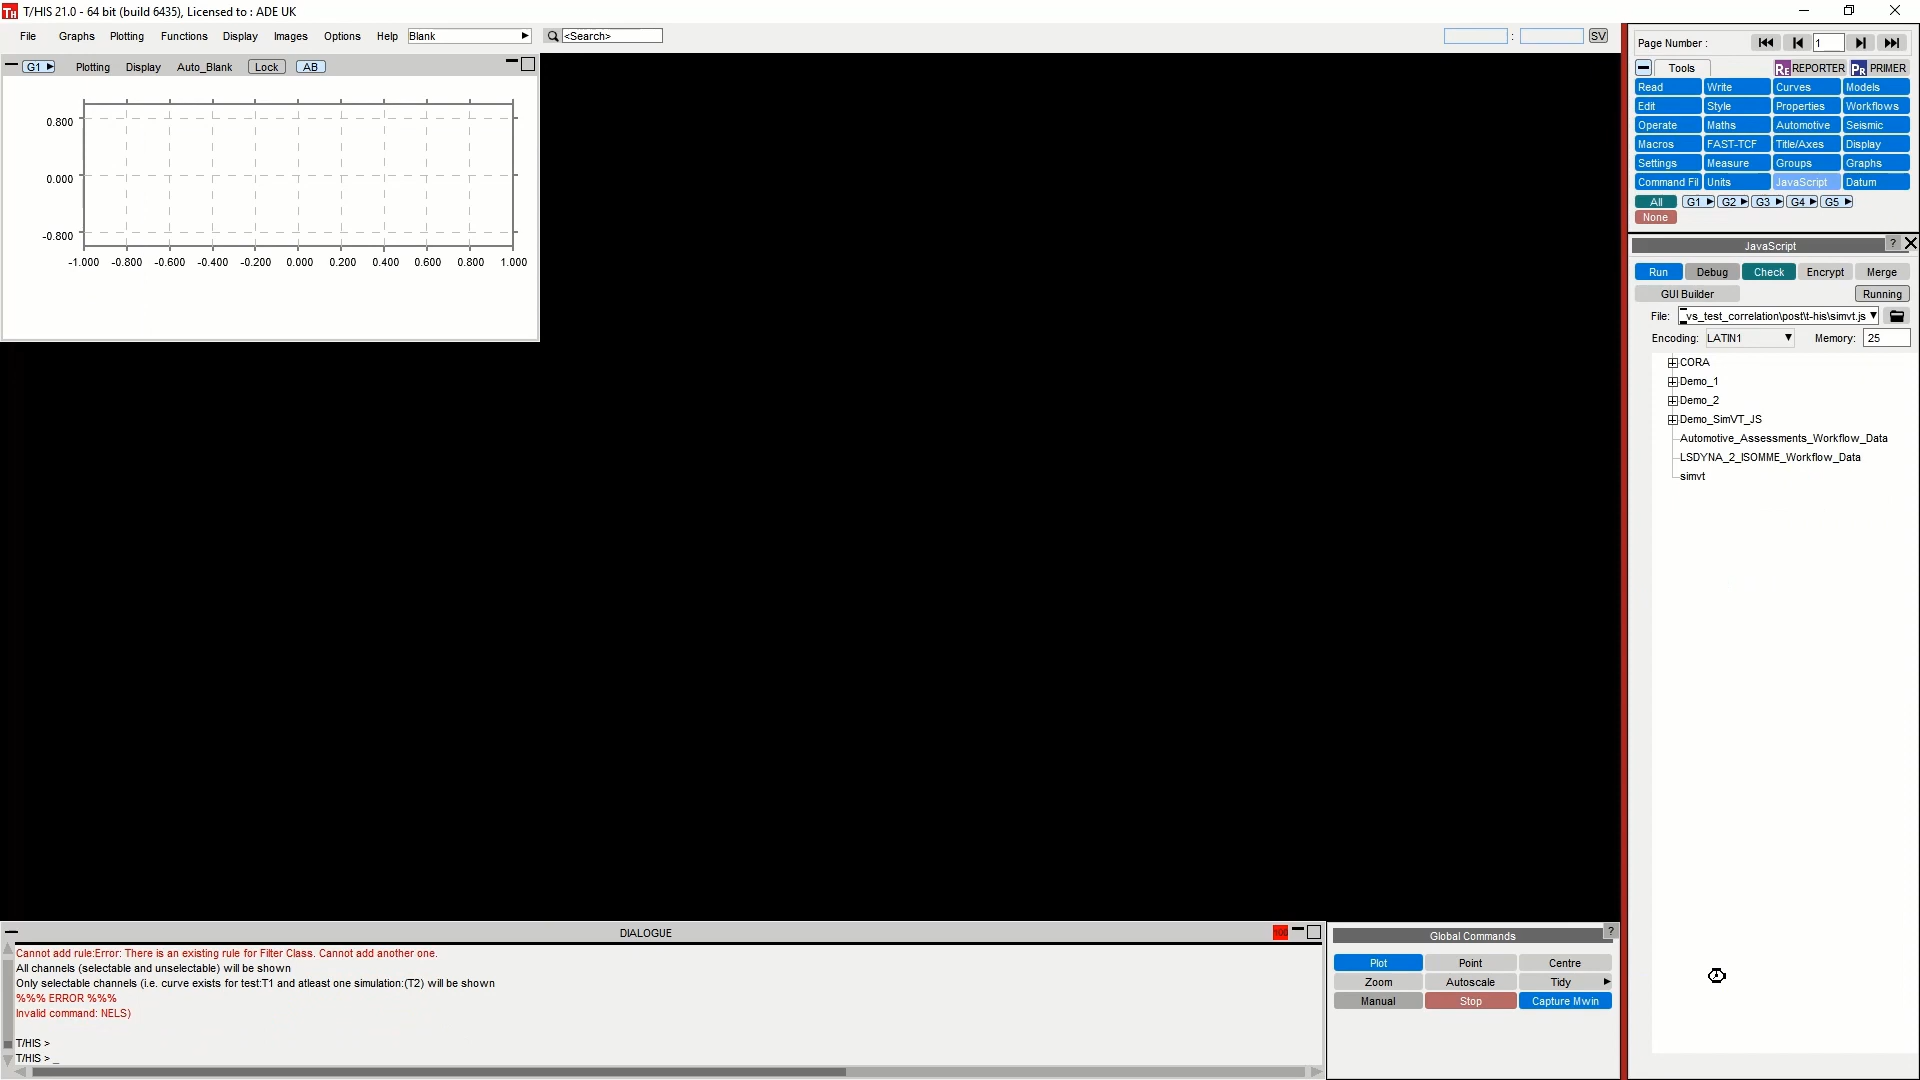 T/HIS 21.0 - 64 bit (build 6435), Licensed to : ADE UK
File Graphs Plotting Functions Display Images Options Help Blank <Search> : SV
G1 Plotting Display Auto_Blank Lock AB
0.800
0.000
-0.800
-1.000 -0.800 -0.600 -0.400 -0.200 0.000 0.200 0.400 0.600 0.800 1.000
Page Number : 1
Tools REPORTER PRIMER
Read Write Curves Models
Edit Style Properties Workflows
Operate Maths Automotive Seismic
Macros FAST-TCF Title/Axes Display
Settings Measure Groups Graphs
Command Fil Units JavaScript Datum
All G1 G2 G3 G4 G5
None
JavaScript ?
Run Debug Check Encrypt Merge
GUI Builder Running
File: _vs_test_correlation\post\t-his\simvt.js
Encoding: LATIN1 Memory: 25
CORA
Demo_1
Demo_2
Demo_SimVT_JS
Automotive_Assessments_Workflow_Data
LSDYNA_2_ISOMME_Workflow_Data
simvt
DIALOGUE 100
Cannot add rule:Error: There is an existing rule for Filter Class. Cannot add another one.
All channels (selectable and unselectable) will be shown
Only selectable channels (i.e. curve exists for test:T1 and atleast one simulation:(T2) will be shown
%%% ERROR %%%
Invalid command: NELS)
T/HIS >
T/HIS > _
Global Commands ?
Plot Point Centre
Zoom Autoscale Tidy
Manual Stop Capture Mwin